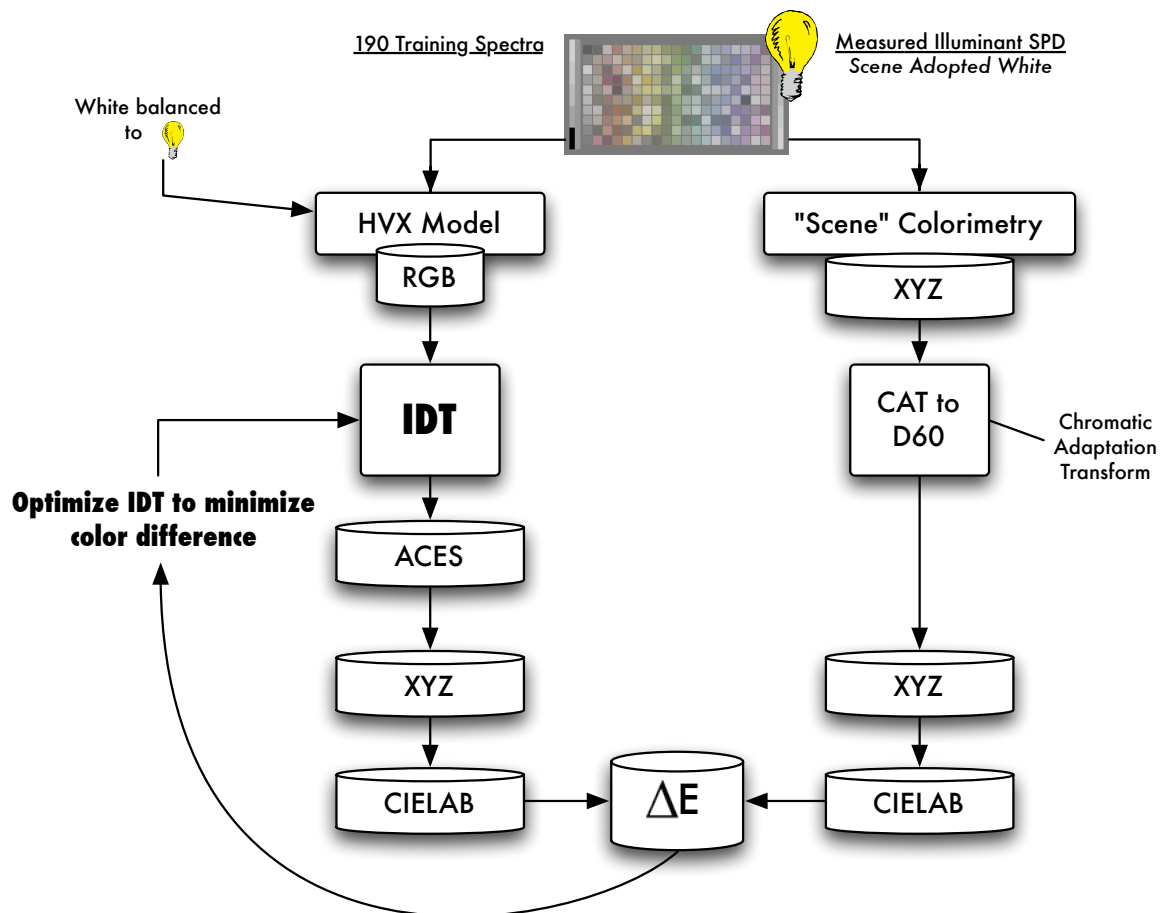 190 Training Spectra
Measured Illuminant SPD
Scene Adopted White
White balanced
to
HVX Model
"Scene" Colorimetry
RGB
XYZ
IDT
CAT to
D60
Chromatic
Adaptation
Transform
Optimize IDT to minimize
color difference
ACES
XYZ
XYZ
CIELAB
ΔE
CIELAB